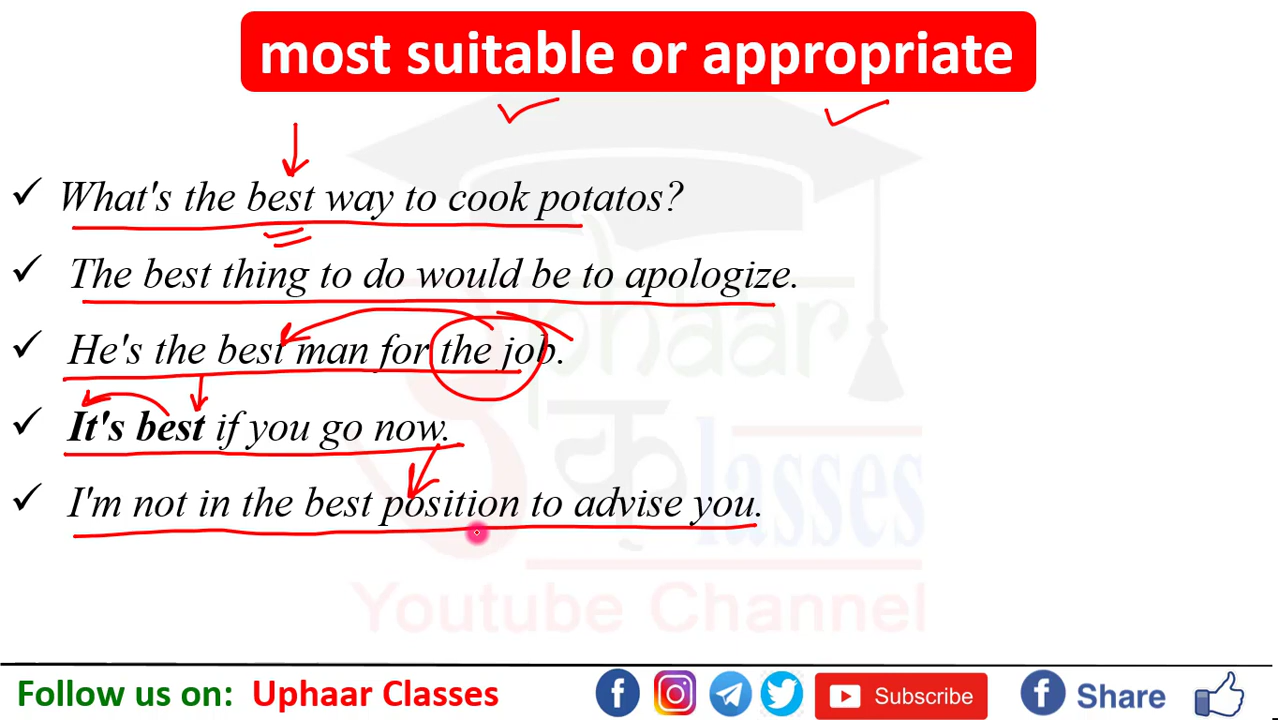 most suitable or appropriate
✓ What's the best way to cook potatos?
✓ The best thing to do would be to apologize.
✓ He's the best man for the job.
✓ It's best if you go now.
✓ I'm not in the best position to advise you.
Uphaar
क्lasses
Youtube Channel
Follow us on: Uphaar Classes
Subscribe
Share